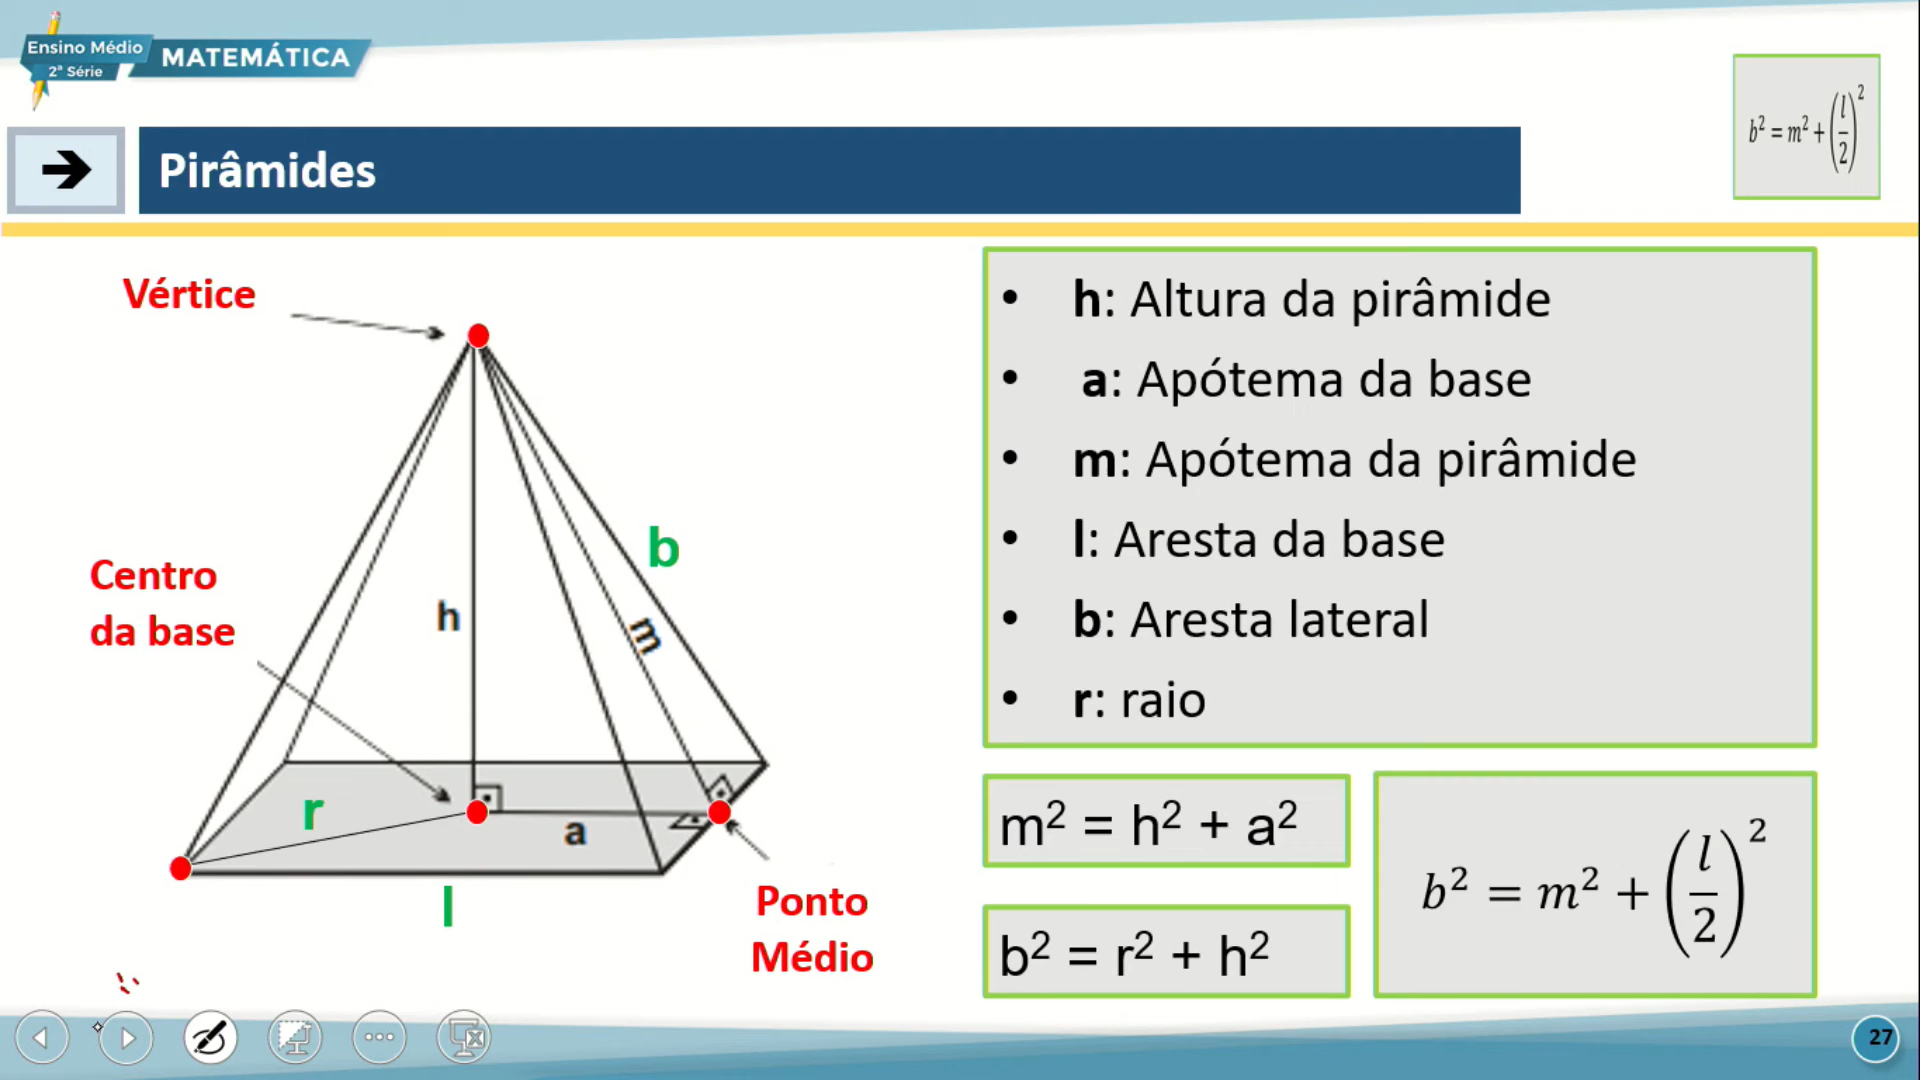 Ensino Médio
2ª Série
MATEMÁTICA
b² = m² + (l/2)²
➔ Pirâmides
Vértice
Centro
da base
h
b
m
r
a
l
Ponto
Médio
• h: Altura da pirâmide
• a: Apótema da base
• m: Apótema da pirâmide
• l: Aresta da base
• b: Aresta lateral
• r: raio
m² = h² + a²
b² = r² + h²
b² = m² + (l/2)²
27